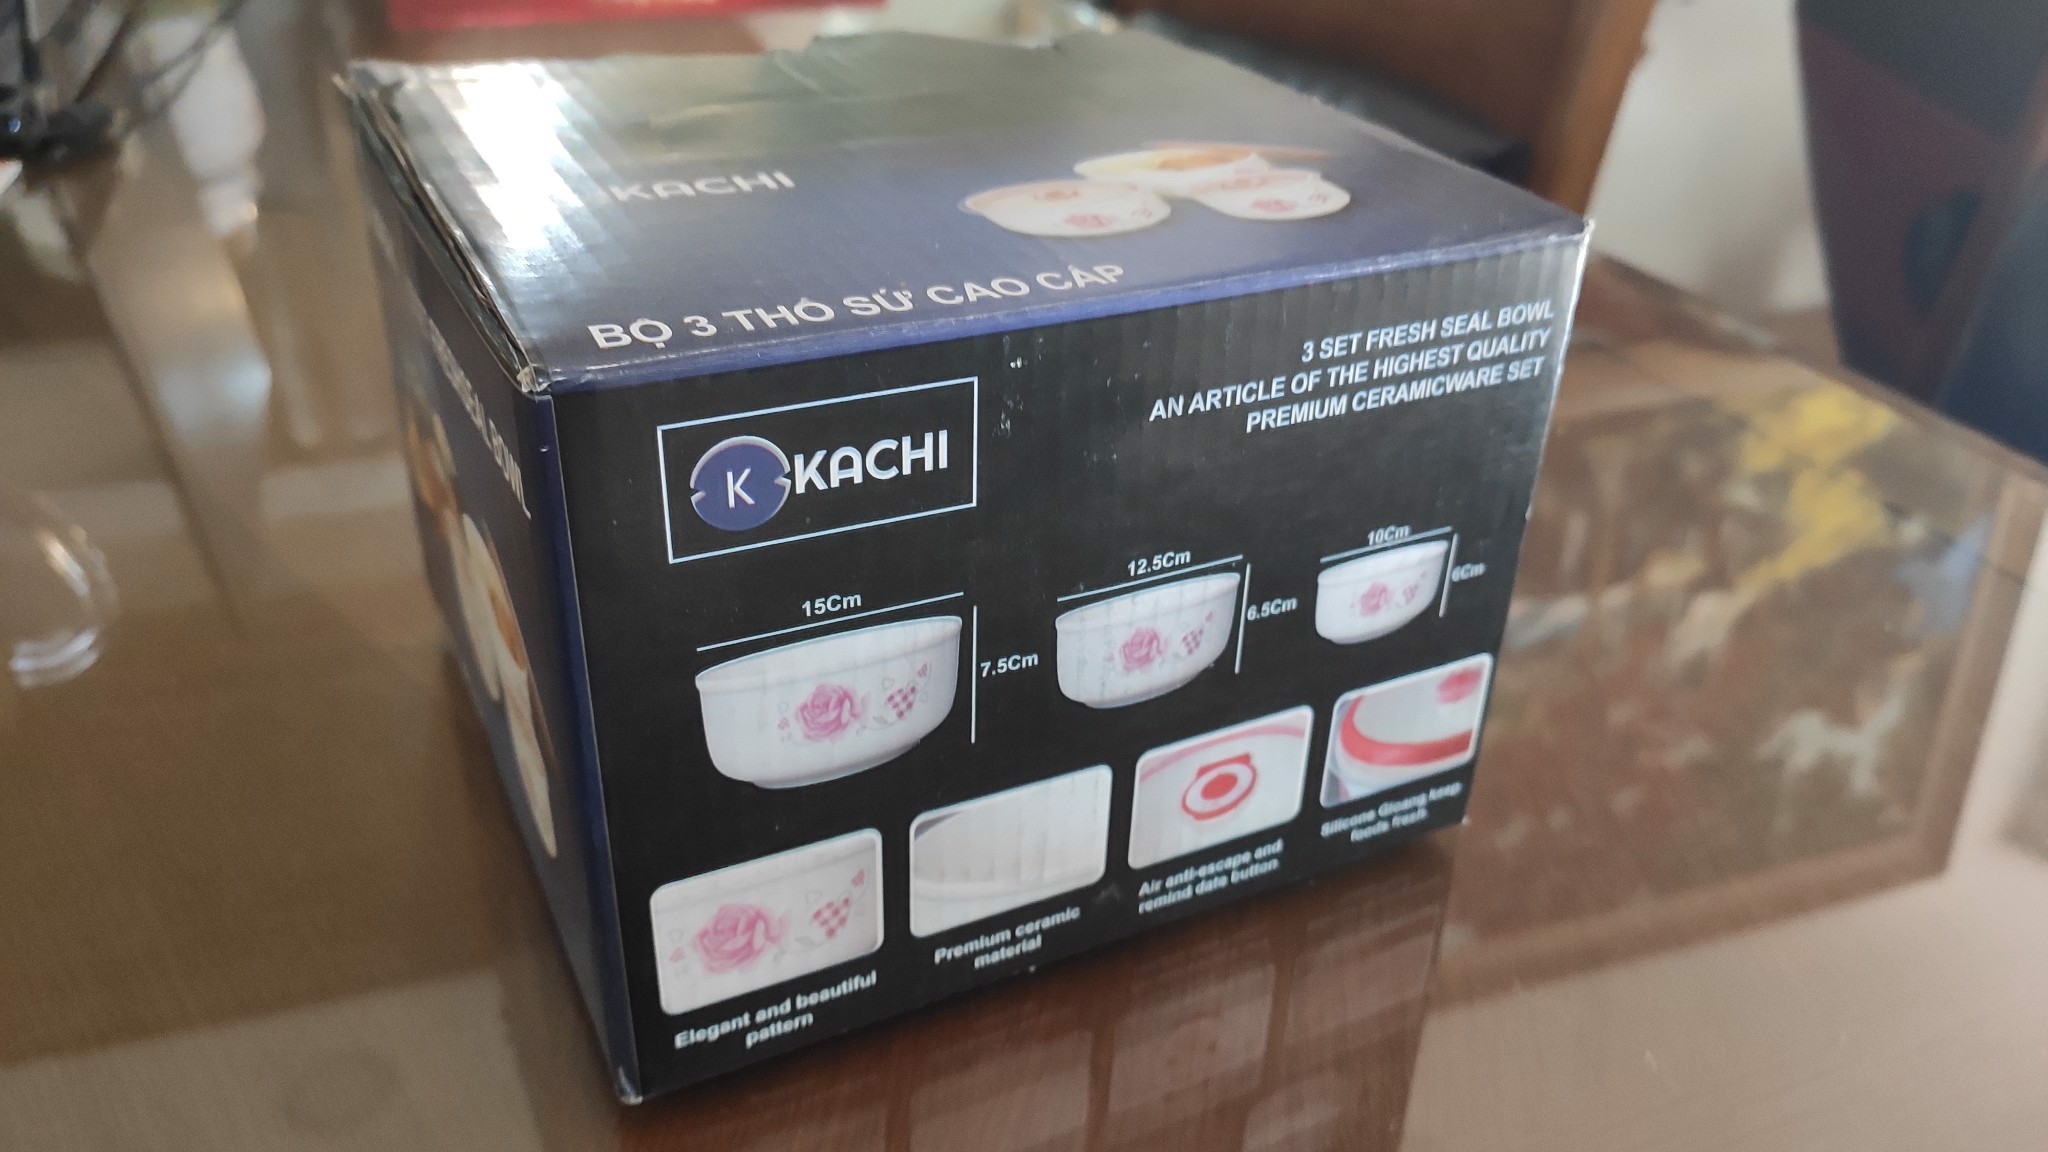 KACHI
BỘ 3 THỐ SỨ CAO CẤP
3 SET FRESH SEAL BOWL
AN ARTICLE OF THE HIGHEST QUALITY
PREMIUM CERAMICWARE SET
K KACHI
15Cm
7.5Cm
12.5Cm
6.5Cm
10Cm
6Cm
Elegant and beautiful
pattern
Premium ceramic
material
Air anti-escape and
remind date button
Silicone Gioang keep
foods fresh
SEAL BOWL